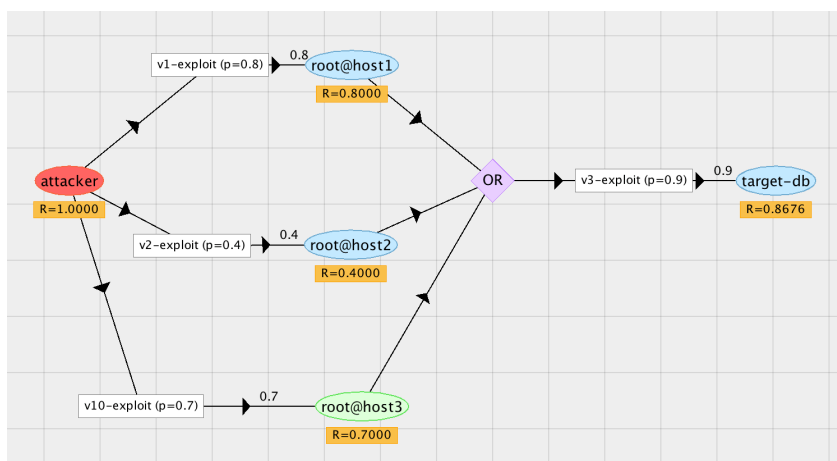 v1-exploit (p=0.8)
0.8
root@host1
R=0.8000
attacker
R=1.0000
OR
v3-exploit (p=0.9)
0.9
target-db
R=0.8676
v2-exploit (p=0.4)
0.4
root@host2
R=0.4000
v10-exploit (p=0.7)
0.7
root@host3
R=0.7000